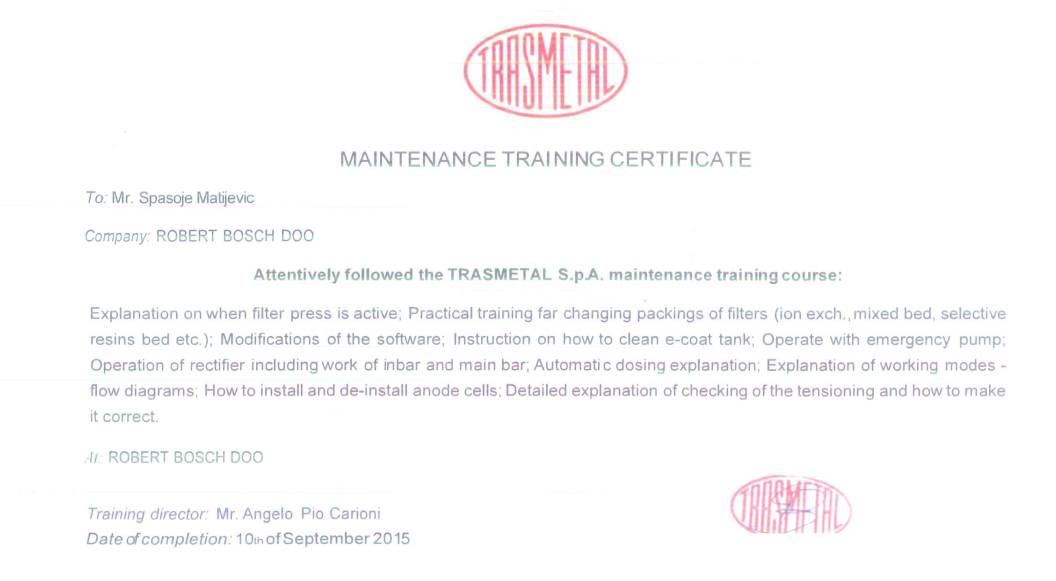 TRASMETAL
MAINTENANCE TRAINING CERTIFICATE
To: Mr. Spasoje Matijevic
Company: ROBERT BOSCH DOO
Attentively followed the TRASMETAL S.p.A. maintenance training course:
Explanation on when filter press is active; Practical training far changing packings of filters (ion exch., mixed bed, selective
resins bed etc.); Modifications of the software; Instruction on how to clean e-coat tank; Operate with emergency pump;
Operation of rectifier including work of inbar and main bar; Automatic dosing explanation; Explanation of working modes -
flow diagrams; How to install and de-install anode cells; Detailed explanation of checking of the tensioning and how to make
it correct.
At: ROBERT BOSCH DOO
TRASMETAL
Training director: Mr. Angelo Pio Carioni
Date of completion: 10th of September 2015